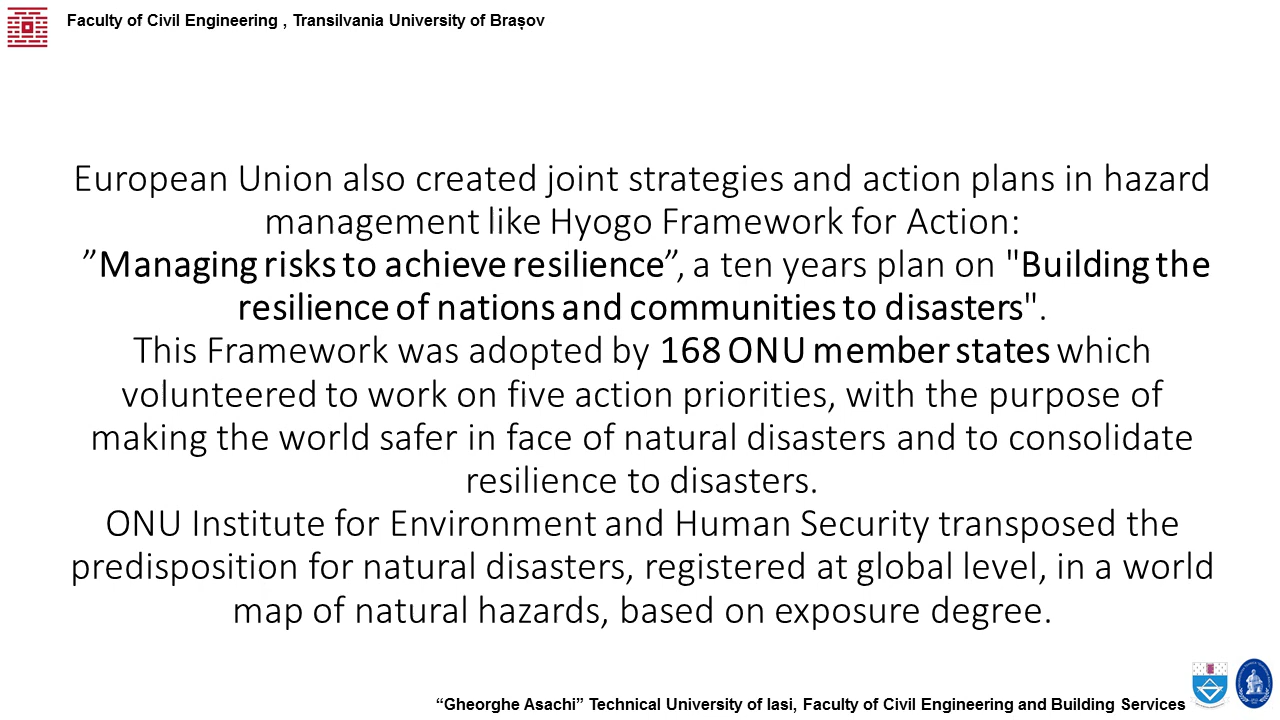 Faculty of Civil Engineering , Transilvania University of Brașov
European Union also created joint strategies and action plans in hazard
management like Hyogo Framework for Action:
”Managing risks to achieve resilience”, a ten years plan on "Building the
resilience of nations and communities to disasters".
This Framework was adopted by 168 ONU member states which
volunteered to work on five action priorities, with the purpose of
making the world safer in face of natural disasters and to consolidate
resilience to disasters.
ONU Institute for Environment and Human Security transposed the
predisposition for natural disasters, registered at global level, in a world
map of natural hazards, based on exposure degree.
“Gheorghe Asachi” Technical University of Iasi, Faculty of Civil Engineering and Building Services